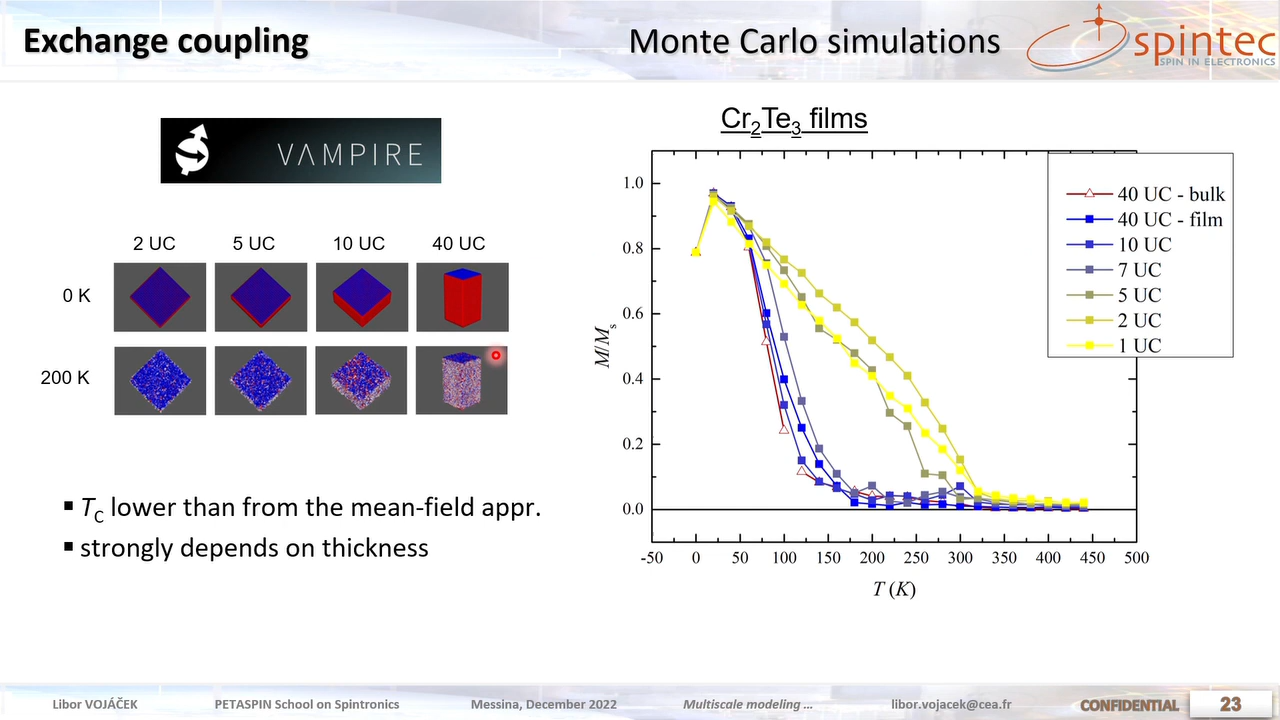 Exchange coupling
Monte Carlo simulations
spintec
SPIN IN ELECTRONICS
VAMPIRE
2 UC 5 UC 10 UC 40 UC
0 K
200 K
▪ TC lower than from the mean-field appr.
▪ strongly depends on thickness
Cr2Te3 films
40 UC - bulk
40 UC - film
10 UC
7 UC
5 UC
2 UC
1 UC
M/Ms
1.0
0.8
0.6
0.4
0.2
0.0
-50 0 50 100 150 200 250 300 350 400 450 500
T (K)
Libor VOJÁČEK PETASPIN School on Spintronics Messina, December 2022 Multiscale modeling ... libor.vojacek@cea.fr CONFIDENTIAL 23